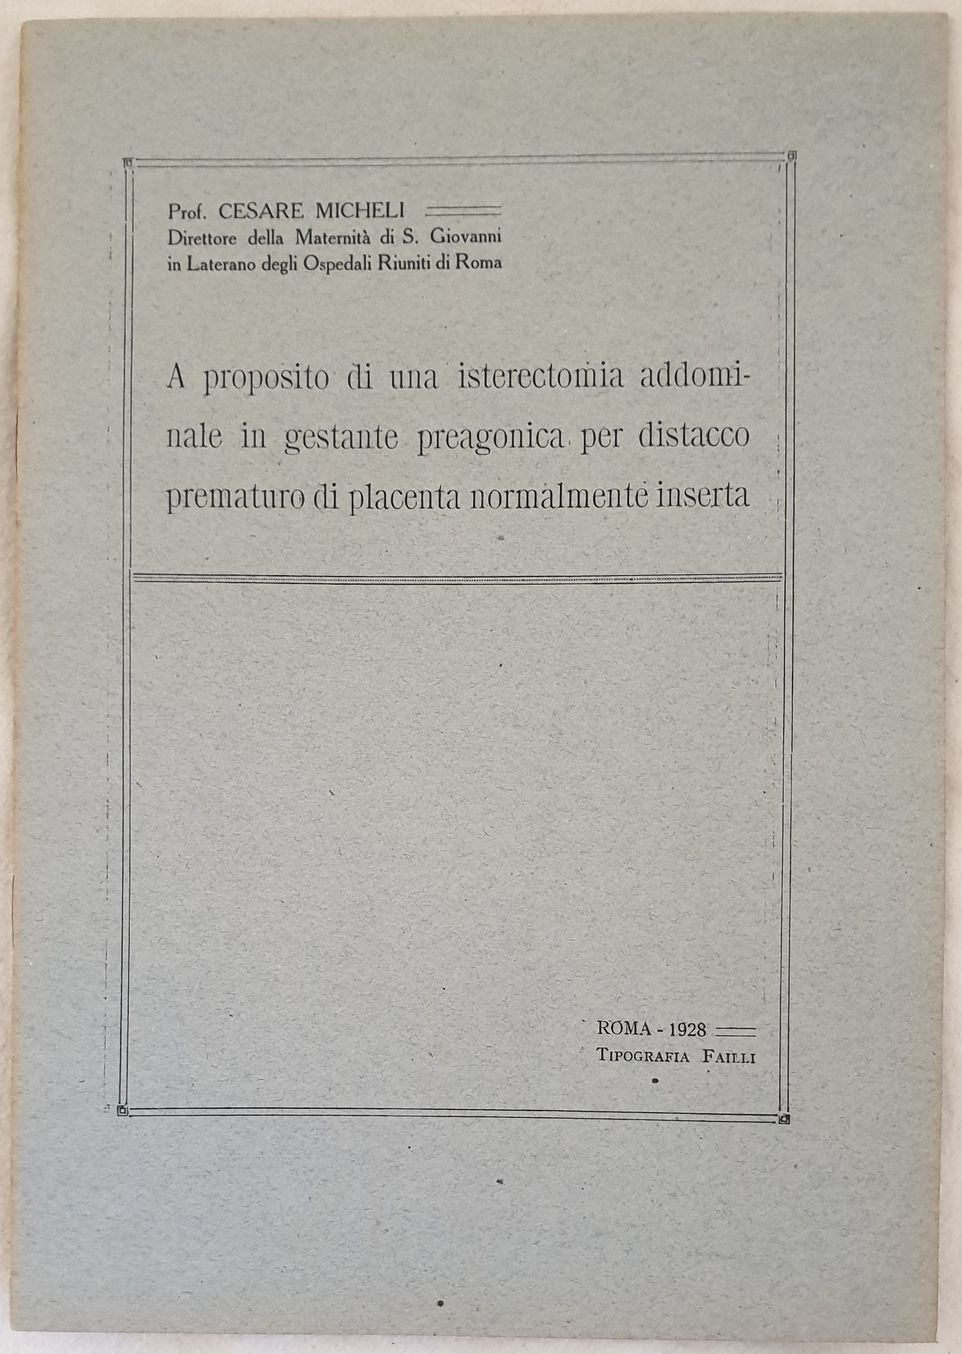 Prof. CESARE MICHELI
Direttore della Maternità di S. Giovanni
in Laterano degli Ospedali Riuniti di Roma
A proposito di una isterectomia addomi-
nale in gestante preagonica per distacco
prematuro di placenta normalmente inserta
ROMA - 1928
TIPOGRAFIA FAILLI